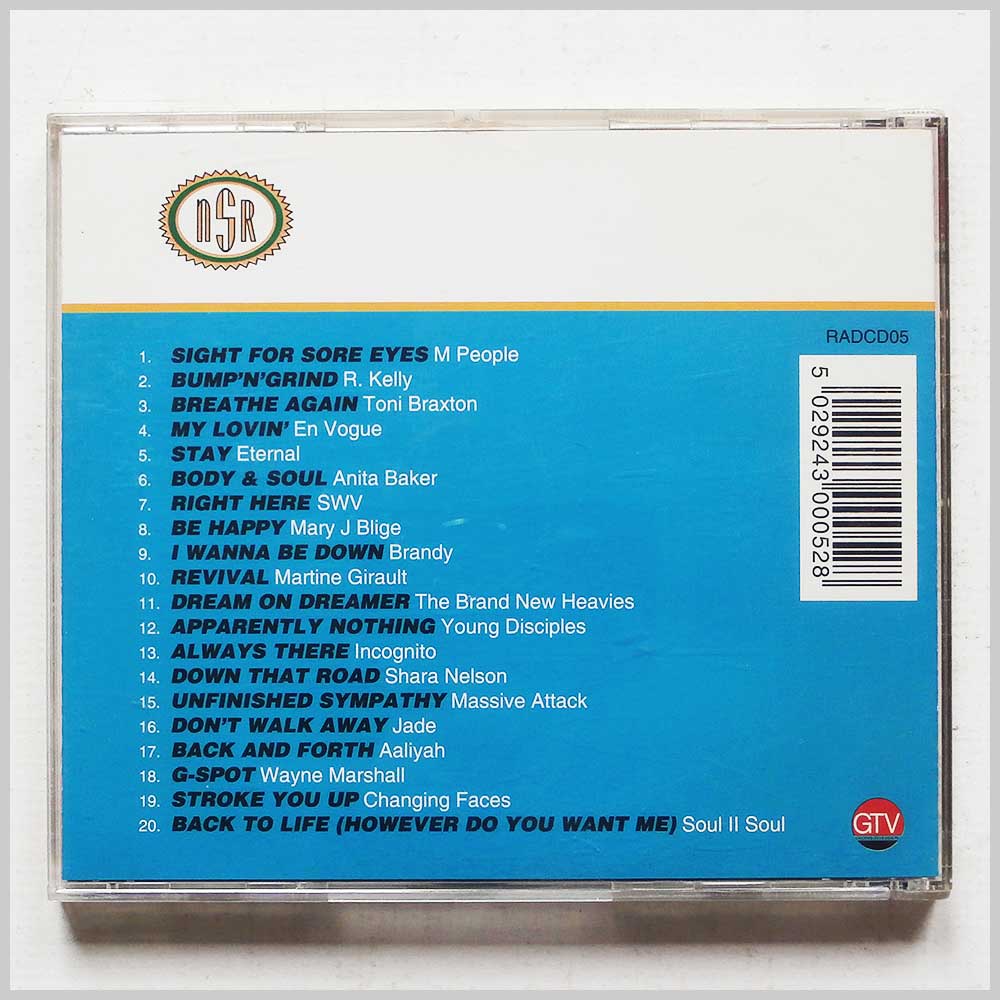 nSR
RADCD05
1. SIGHT FOR SORE EYES M People
2. BUMP'N'GRIND R. Kelly
3. BREATHE AGAIN Toni Braxton
4. MY LOVIN' En Vogue
5. STAY Eternal
6. BODY & SOUL Anita Baker
7. RIGHT HERE SWV
8. BE HAPPY Mary J Blige
9. I WANNA BE DOWN Brandy
10. REVIVAL Martine Girault
11. DREAM ON DREAMER The Brand New Heavies
12. APPARENTLY NOTHING Young Disciples
13. ALWAYS THERE Incognito
14. DOWN THAT ROAD Shara Nelson
15. UNFINISHED SYMPATHY Massive Attack
16. DON'T WALK AWAY Jade
17. BACK AND FORTH Aaliyah
18. G-SPOT Wayne Marshall
19. STROKE YOU UP Changing Faces
20. BACK TO LIFE (HOWEVER DO YOU WANT ME) Soul II Soul
5 029243 000528
GTV